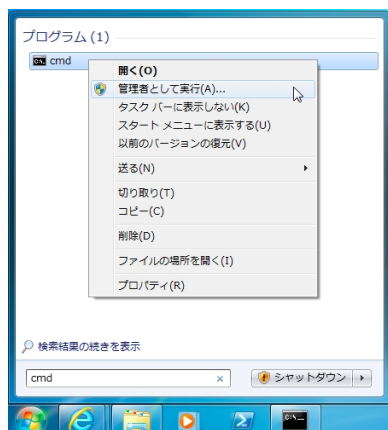 プログラム (1)
cmd
開く(O)
管理者として実行(A)...
タスク バーに表示しない(K)
スタート メニューに表示する(U)
以前のバージョンの復元(V)
送る(N)
切り取り(T)
コピー(C)
削除(D)
ファイルの場所を開く(I)
プロパティ(R)
検索結果の続きを表示
cmd
シャットダウン